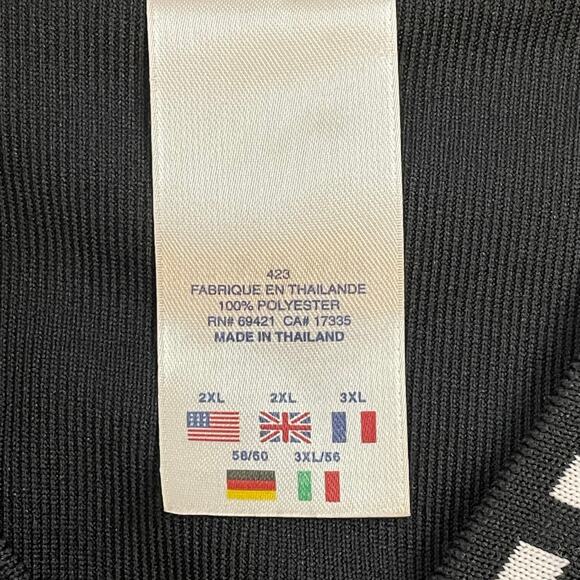 423
FABRIQUE EN THAILANDE
100% POLYESTER
RN# 69421 CA# 17335
MADE IN THAILAND
2XL 2XL 3XL
58/60 3XL/56